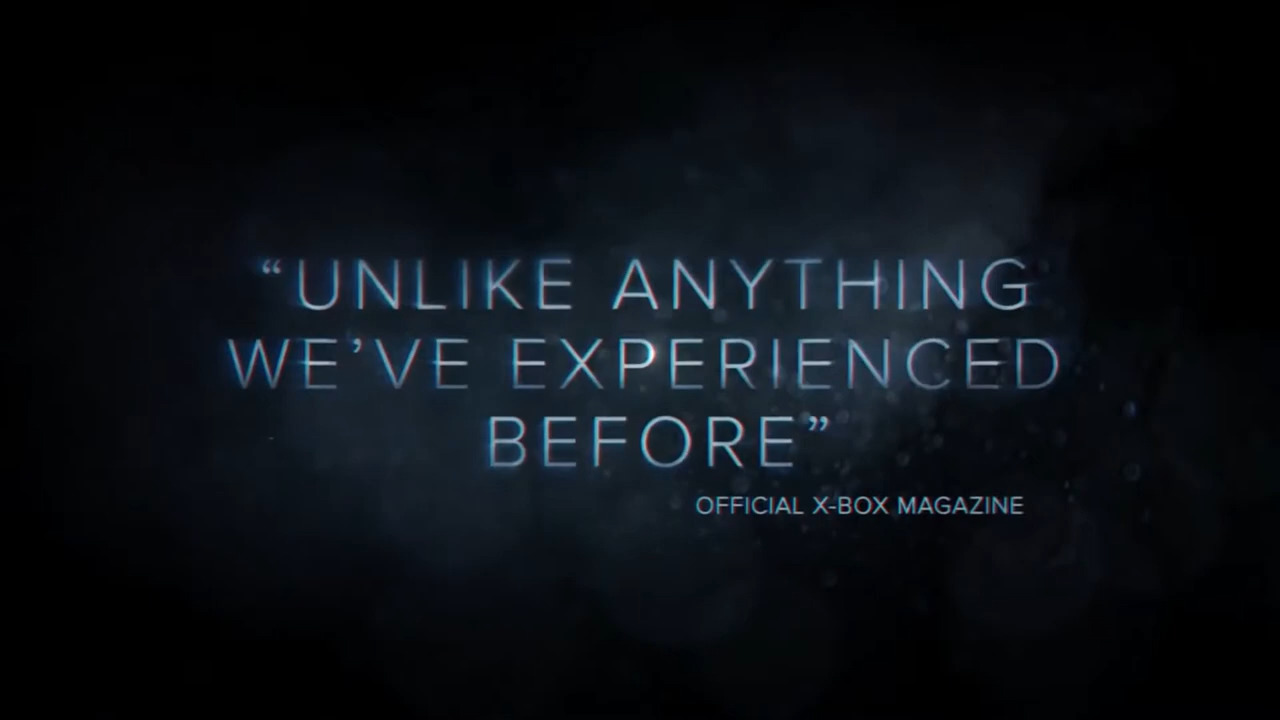 “UNLIKE ANYTHING
WE’VE EXPERIENCED
BEFORE”
OFFICIAL X-BOX MAGAZINE